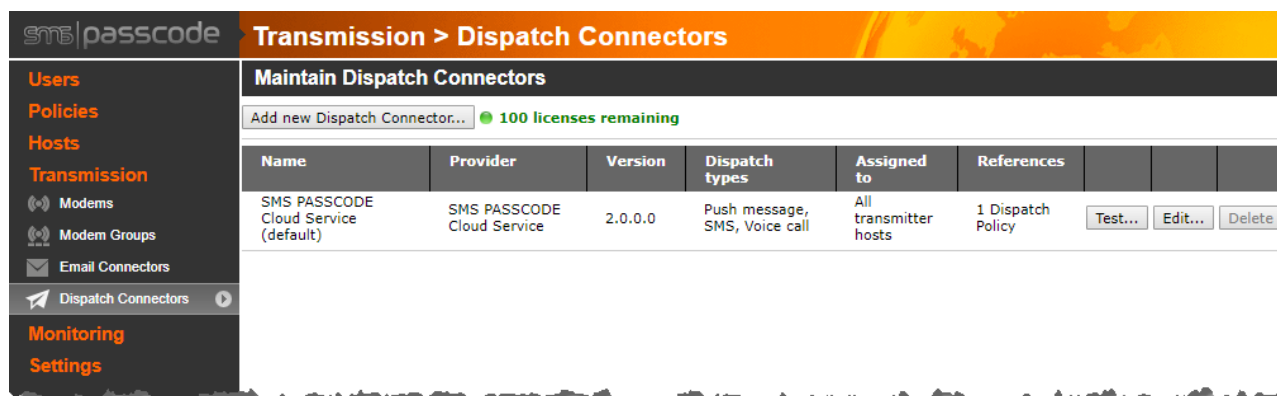 sms|passcode
Transmission > Dispatch Connectors
Users
Policies
Hosts
Transmission
Modems
Modem Groups
Email Connectors
Dispatch Connectors
Monitoring
Settings
Maintain Dispatch Connectors
Add new Dispatch Connector... 100 licenses remaining
Name Provider Version Dispatch types Assigned to References
SMS PASSCODE Cloud Service (default) SMS PASSCODE Cloud Service 2.0.0.0 Push message, SMS, Voice call All transmitter hosts 1 Dispatch Policy Test... Edit... Delete